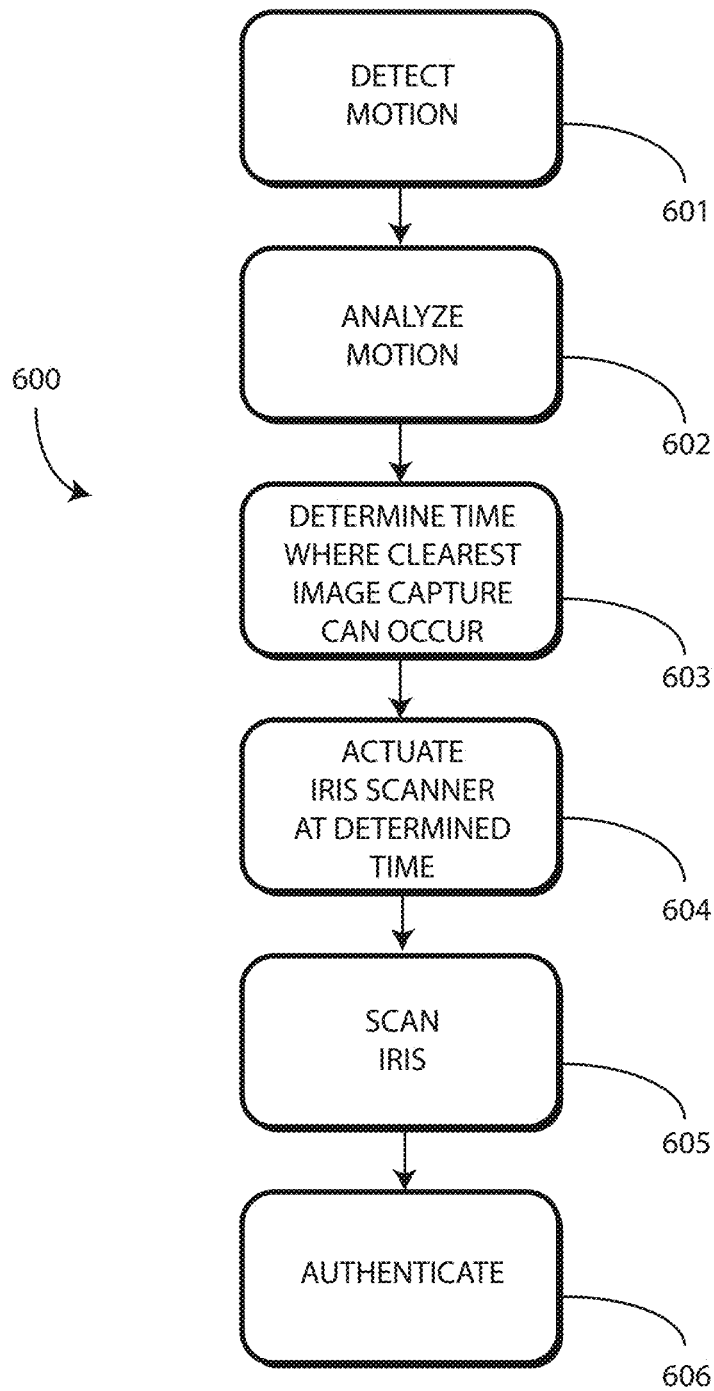 DETECT
MOTION
601
ANALYZE
MOTION
600
602
DETERMINE TIME
WHERE CLEAREST
IMAGE CAPTURE
CAN OCCUR
603
ACTUATE
IRIS SCANNER
AT DETERMINED
TIME
604
SCAN
IRIS
605
AUTHENTICATE
606